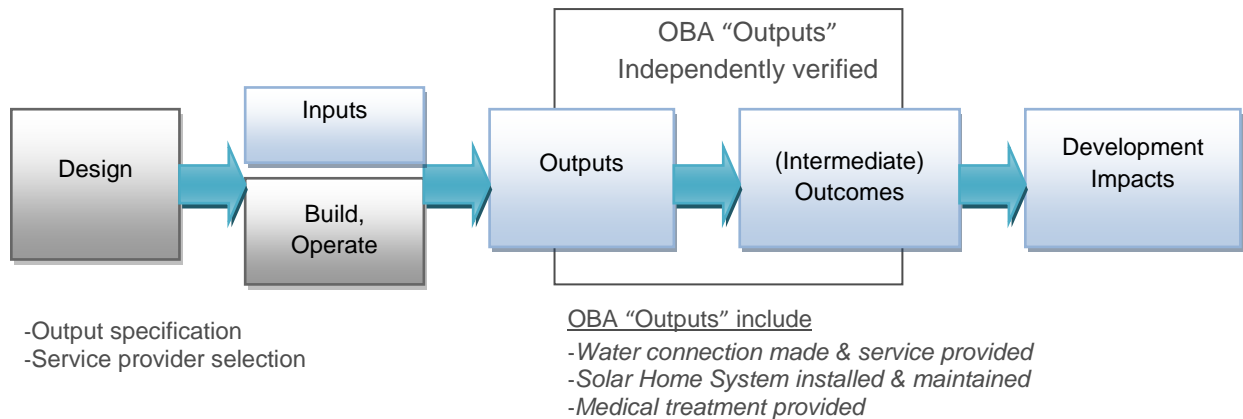 OBA “Outputs”
Independently verified
Design
Inputs
Build,
Operate
Outputs
(Intermediate)
Outcomes
Development
Impacts
-Output specification
-Service provider selection
OBA “Outputs” include
-Water connection made & service provided
-Solar Home System installed & maintained
-Medical treatment provided